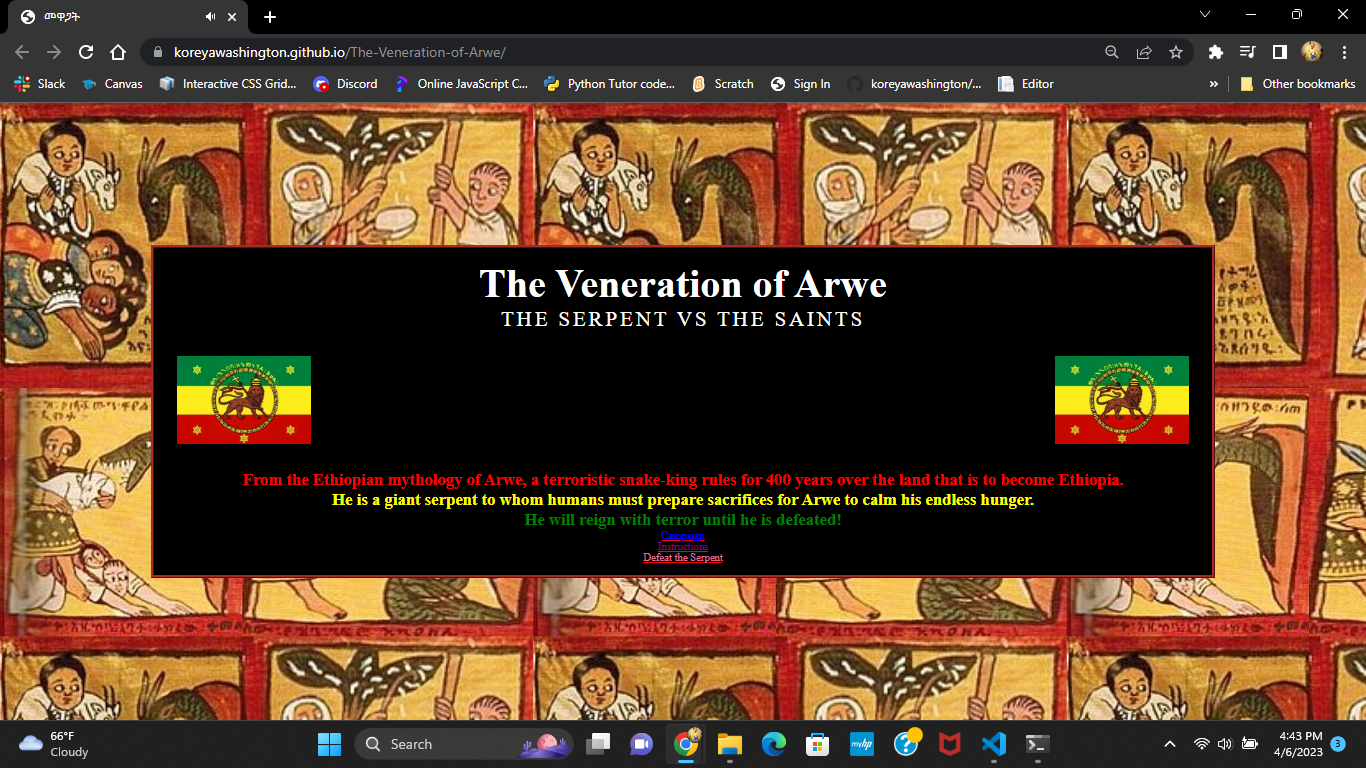 መዋጋት
koreyawashington.github.io/The-Veneration-of-Arwe/
Slack
Canvas
Interactive CSS Grid...
Discord
Online JavaScript C...
Python Tutor code...
Scratch
Sign In
koreyawashington/...
Editor
»
Other bookmarks
The Veneration of Arwe
THE SERPENT VS THE SAINTS
From the Ethiopian mythology of Arwe, a terroristic snake-king rules for 400 years over the land that is to become Ethiopia.
He is a giant serpent to whom humans must prepare sacrifices for Arwe to calm his endless hunger.
He will reign with terror until he is defeated!
Campaign
Instructions
Defeat the Serpent
66°F
Cloudy
Search
myhp
4:43 PM
4/6/2023
3